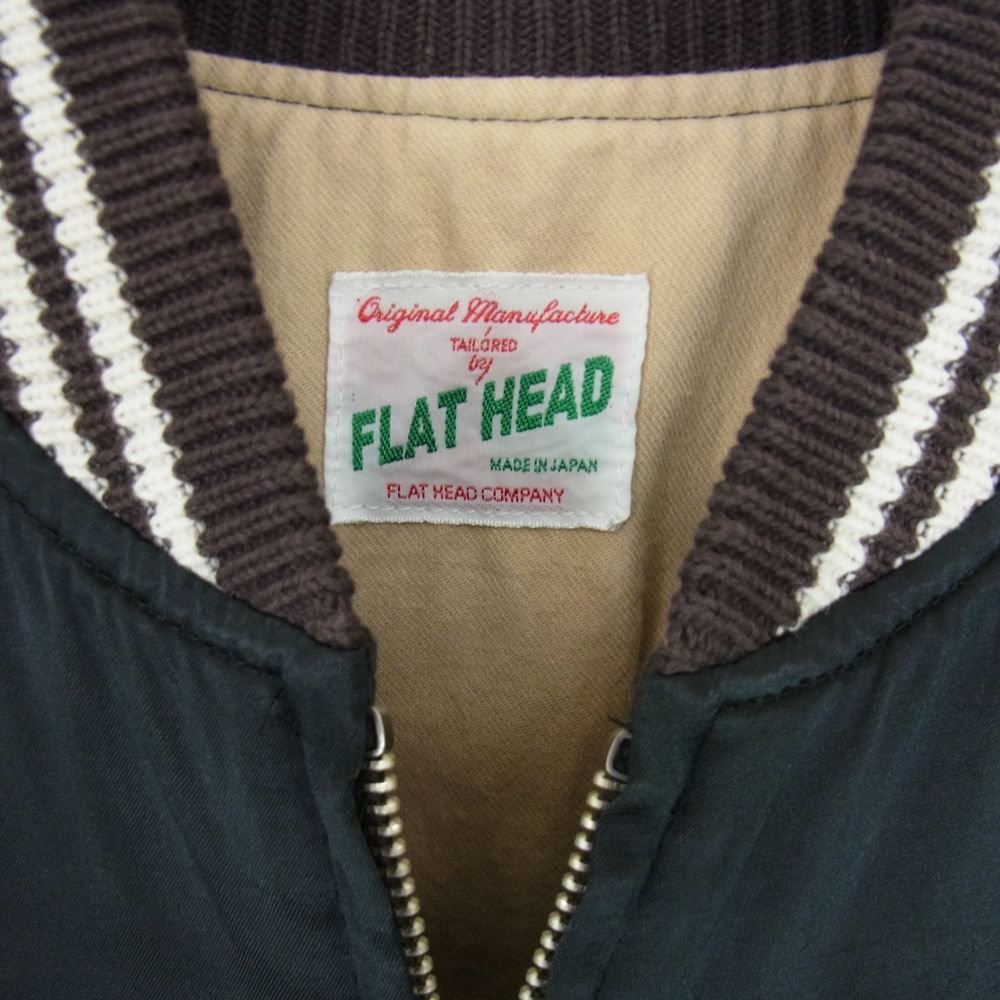 Original Manufacture
TAILORED
by
FLAT HEAD
MADE IN JAPAN
FLAT HEAD COMPANY